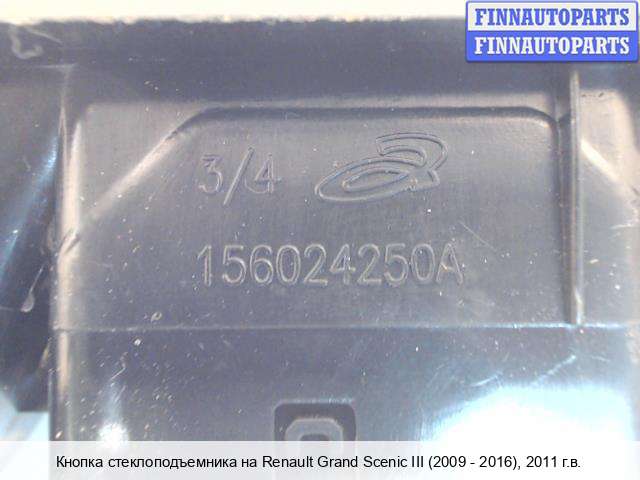 FINNAUTOPARTS
FINNAUTOPARTS
3/4
156024250A
Кнопка стеклоподъемника на Renault Grand Scenic III (2009 - 2016), 2011 г.в.